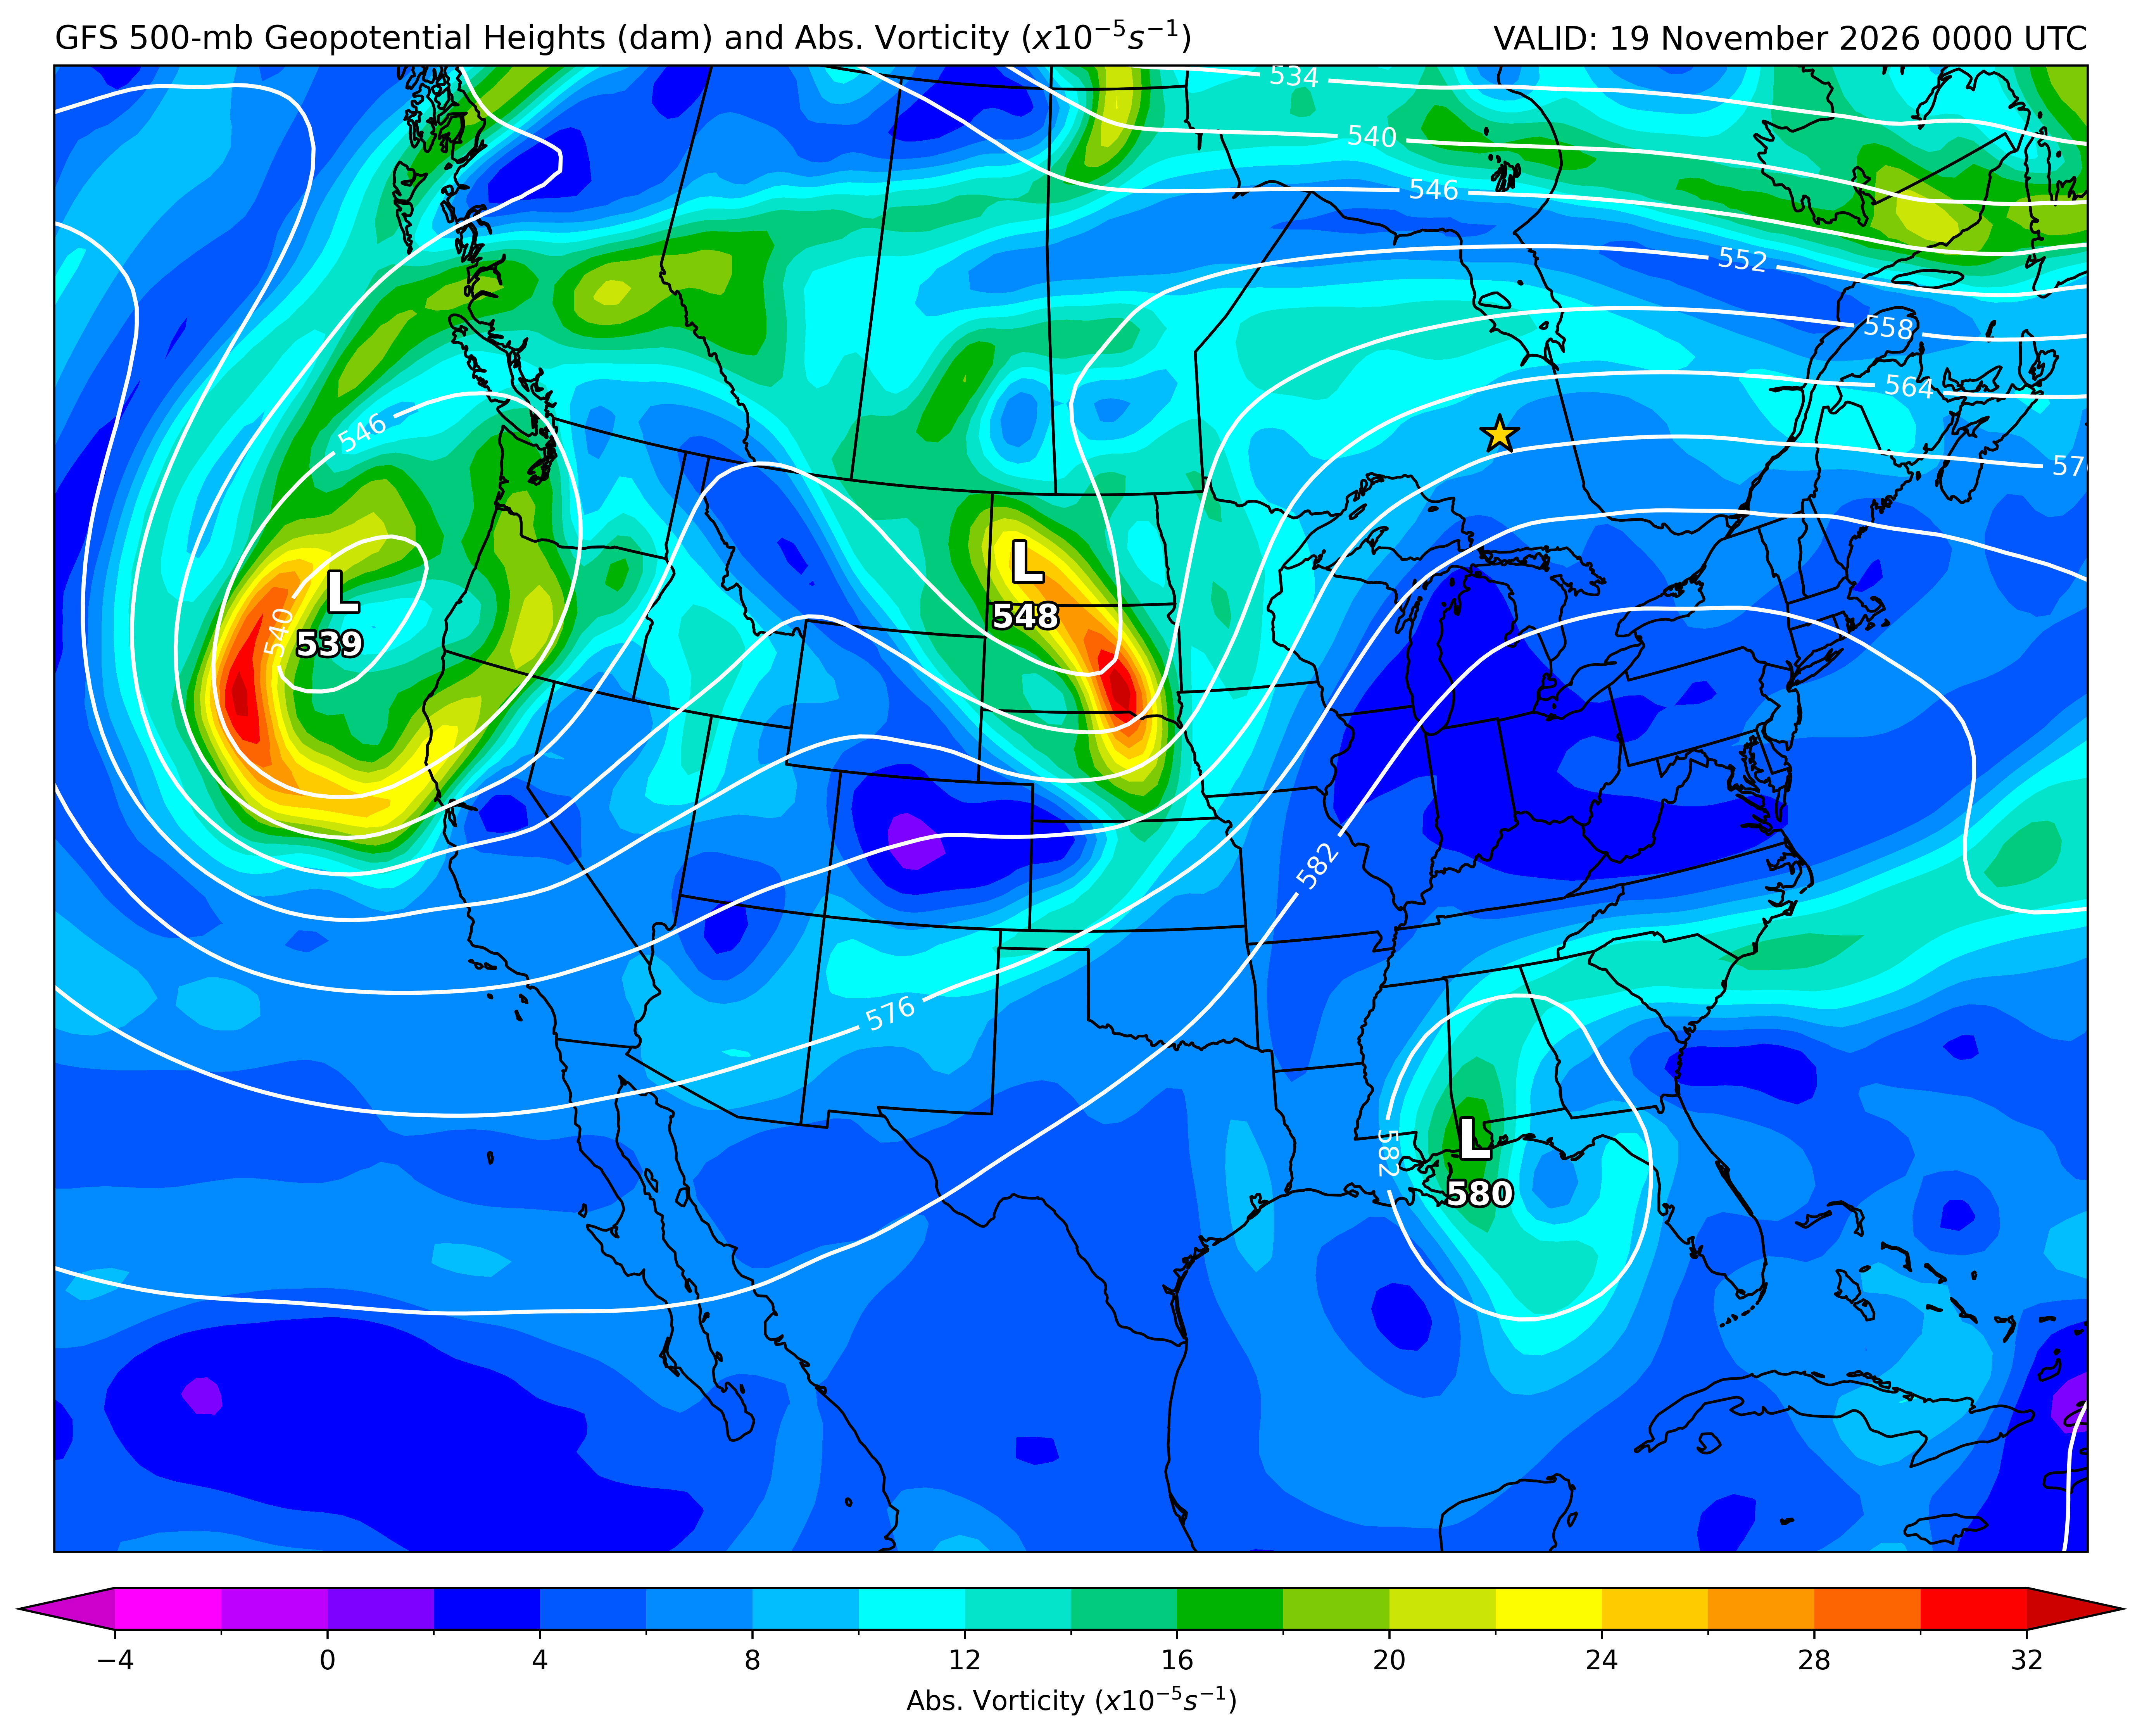 GFS 500-mb Geopotential Heights (dam) and Abs. Vorticity (x10⁻⁵s⁻¹)
VALID: 19 November 2026 0000 UTC
534
540
546
552
558
564
57
546
L
539
540
L
548
582
576
582
L
580
−4 0 4 8 12 16 20 24 28 32
Abs. Vorticity (x10⁻⁵s⁻¹)